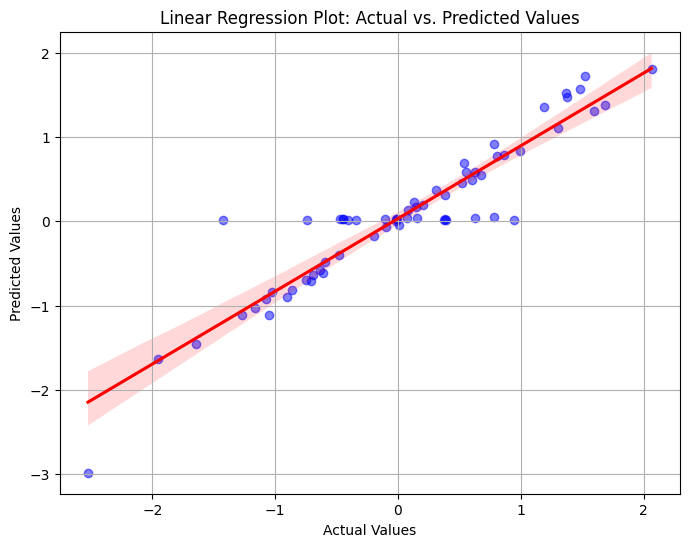 Linear Regression Plot: Actual vs. Predicted Values
2
1
0
−1
−2
−3
Predicted Values
−2 −1 0 1 2
Actual Values